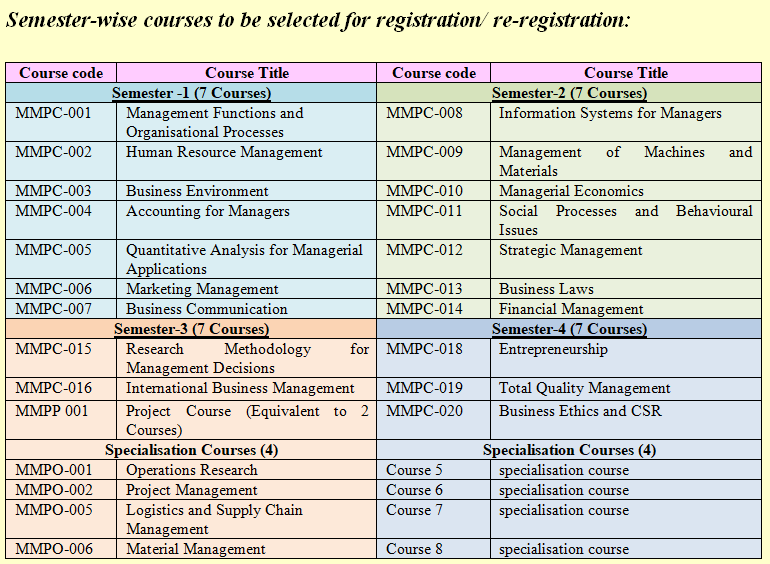 Semester-wise courses to be selected for registration/ re-registration:
Course code Course Title Course code Course Title
Semester -1 (7 Courses) Semester-2 (7 Courses)
MMPC-001 Management Functions and MMPC-008 Information Systems for Managers
Organisational Processes
MMPC-002 Human Resource Management MMPC-009 Management of Machines and
Materials
MMPC-003 Business Environment MMPC-010 Managerial Economics
MMPC-004 Accounting for Managers MMPC-011 Social Processes and Behavioural
Issues
MMPC-005 Quantitative Analysis for Managerial MMPC-012 Strategic Management
Applications
MMPC-006 Marketing Management MMPC-013 Business Laws
MMPC-007 Business Communication MMPC-014 Financial Management
Semester-3 (7 Courses) Semester-4 (7 Courses)
MMPC-015 Research Methodology for MMPC-018 Entrepreneurship
Management Decisions
MMPC-016 International Business Management MMPC-019 Total Quality Management
MMPP 001 Project Course (Equivalent to 2 MMPC-020 Business Ethics and CSR
Courses)
Specialisation Courses (4) Specialisation Courses (4)
MMPO-001 Operations Research Course 5 specialisation course
MMPO-002 Project Management Course 6 specialisation course
MMPO-005 Logistics and Supply Chain Course 7 specialisation course
Management
MMPO-006 Material Management Course 8 specialisation course